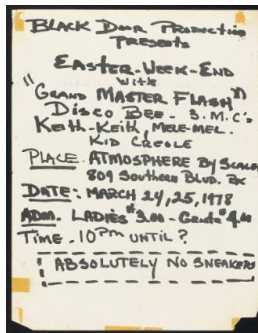 BLACK Door Production
Presents
EASTER-WEEK-END
with
"GRAND MASTER FLASH"
Disco Bee - 3. M.C's
Keith-Keith, MELE-MEL.
KID CREOLE
PLACE. ATMOSPHERE By
809 Southern Blvd. BX
DATE: MARCH 24, 25, 1978
ADM. LADIES $3.00 - Gents $4.00
TIME. 10PM UNTIL?
ABSOLUTELY NO SNEAKERS